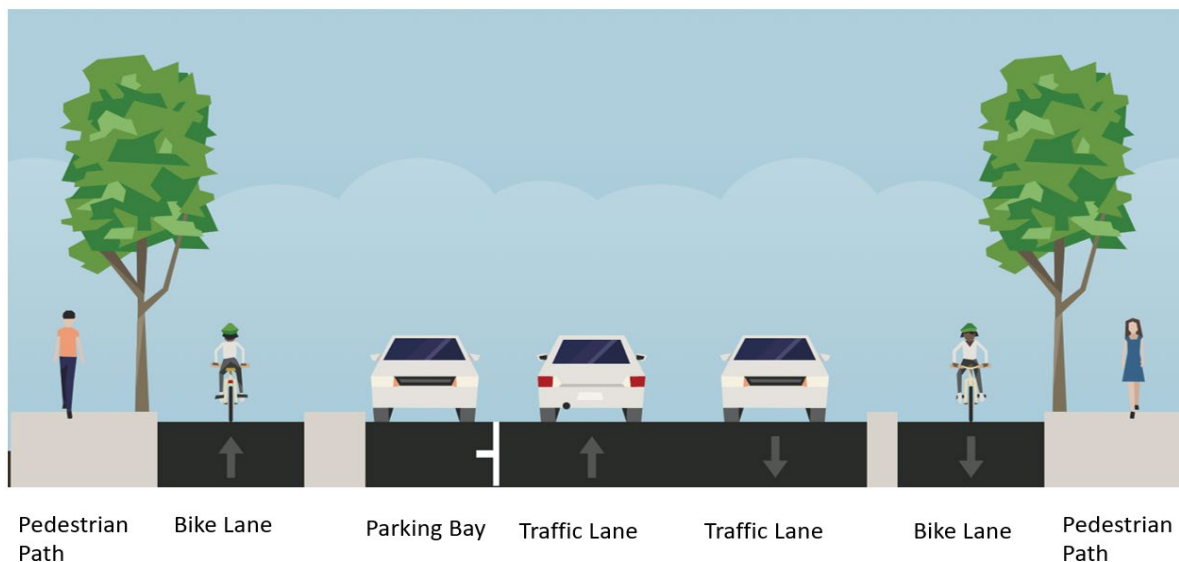 Pedestrian
Path
Bike Lane
Parking Bay
Traffic Lane
Traffic Lane
Bike Lane
Pedestrian
Path